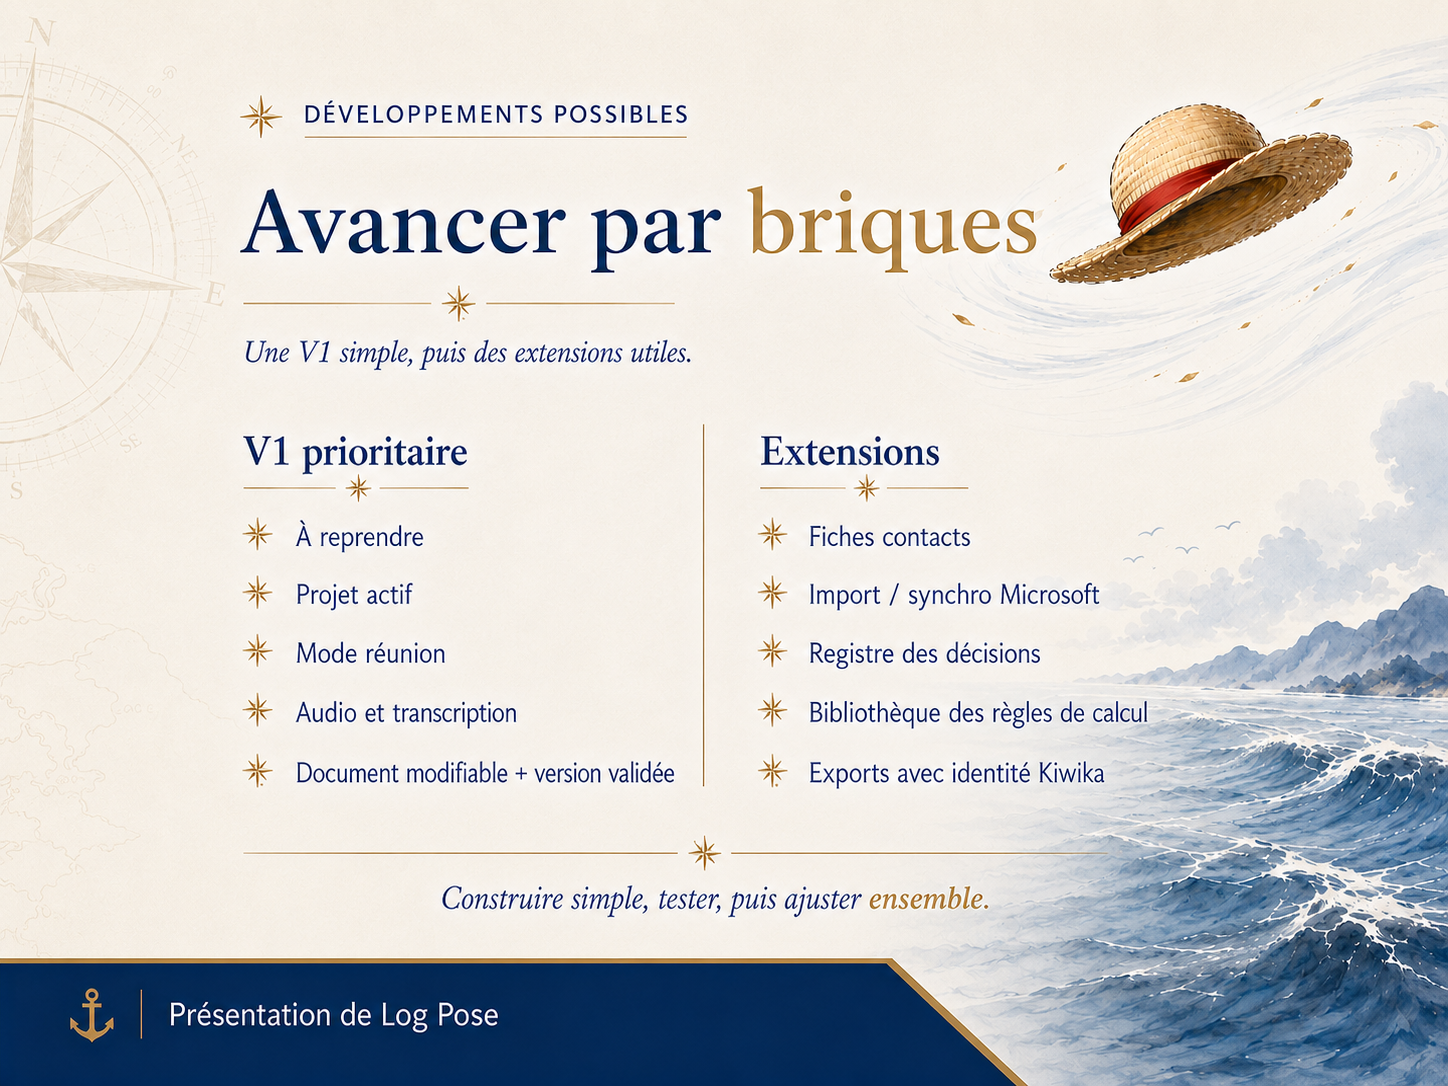 N
NE
E
SE
S
DÉVELOPPEMENTS POSSIBLES
Avancer par briques
Une V1 simple, puis des extensions utiles.
V1 prioritaire
À reprendre
Projet actif
Mode réunion
Audio et transcription
Document modifiable + version validée
Extensions
Fiches contacts
Import / synchro Microsoft
Registre des décisions
Bibliothèque des règles de calcul
Exports avec identité Kiwika
Construire simple, tester, puis ajuster ensemble.
Présentation de Log Pose